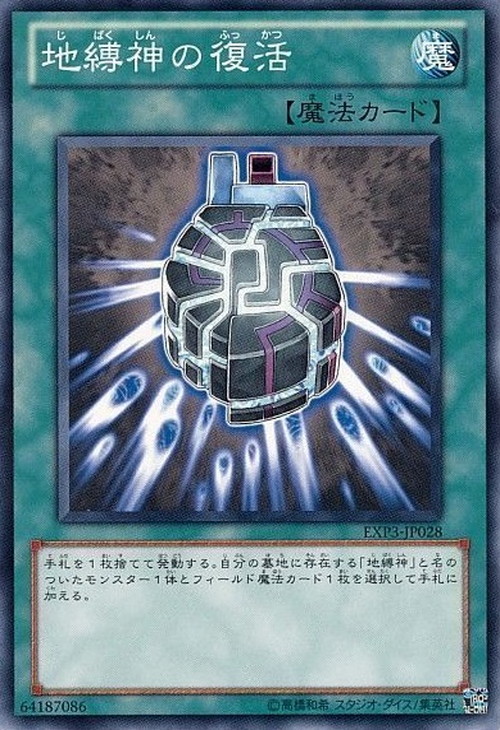 地縛神の復活
魔
【魔法カード】
EXP3-JP028
手札を1枚捨てて発動する。自分の墓地に存在する「地縛神」と名の
ついたモンスター1体とフィールド魔法カード1枚を選択して手札に
加える。
64187086
©高橋和希 スタジオ・ダイス/集英社